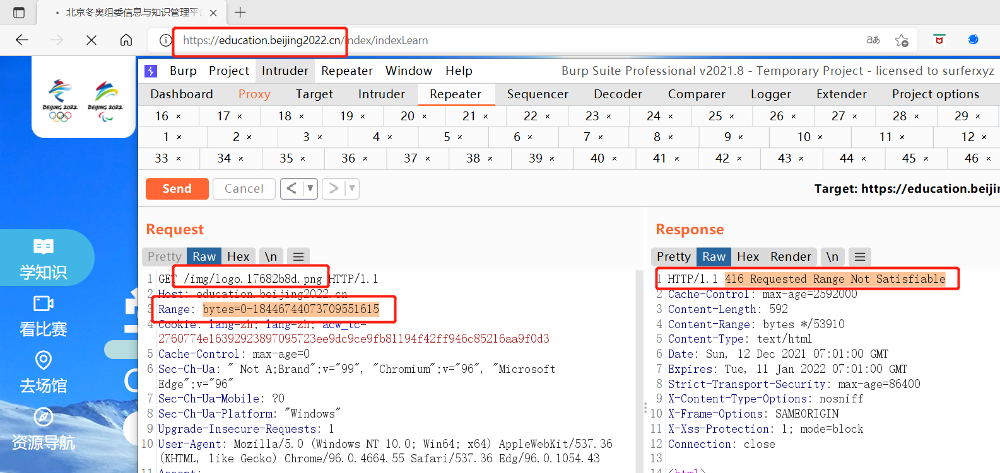 北京冬奥组委信息与知识管理平
https://education.beijing2022.cn/index/indexLearn
BEIJING 2022 BEIJING 2022
Burp Project Intruder Repeater Window Help Burp Suite Professional v2021.8 - Temporary Project - licensed to surferxyz
Dashboard Proxy Target Intruder Repeater Sequencer Decoder Comparer Logger Extender Project options
16 × 17 × 18 × 19 × 20 × 21 × 22 × 23 × 24 × 25 × 26 × 27 × 28 × 29 ×
1 × 2 × 3 × 4 × 5 × 6 × 7 × 8 × 9 × 10 × 11 × 12 ×
33 × 34 × 35 × 36 × 37 × 38 × 39 × 40 × 41 × 42 × 43 × 44 × 45 × 46 ×
Send Cancel < > Target: https://education.beijin
学知识
看比赛
去场馆
资源导航
Request
Pretty Raw Hex \n
1 GET /img/logo.17682b8d.png HTTP/1.1
2 Host: education.beijing2022.cn
3 Range: bytes=0-18446744073709551615
4 Cookie: lang=zh; lang=zh; acw_tc=
2760774e16392923897095723ee9dc9ce9fb81194f42ff946c85216aa9f0d3
5 Cache-Control: max-age=0
6 Sec-Ch-Ua: " Not A;Brand";v="99", "Chromium";v="96", "Microsoft
Edge";v="96"
7 Sec-Ch-Ua-Mobile: ?0
8 Sec-Ch-Ua-Platform: "Windows"
9 Upgrade-Insecure-Requests: 1
10 User-Agent: Mozilla/5.0 (Windows NT 10.0; Win64; x64) AppleWebKit/537.36
(KHTML, like Gecko) Chrome/96.0.4664.55 Safari/537.36 Edg/96.0.1054.43
11 Accept:
Response
Pretty Raw Hex Render \n
1 HTTP/1.1 416 Requested Range Not Satisfiable
2 Cache-Control: max-age=2592000
3 Content-Length: 592
4 Content-Range: bytes */53910
5 Content-Type: text/html
6 Date: Sun, 12 Dec 2021 07:01:00 GMT
7 Expires: Tue, 11 Jan 2022 07:01:00 GMT
8 Strict-Transport-Security: max-age=86400
9 X-Content-Type-Options: nosniff
10 X-Frame-Options: SAMEORIGIN
11 X-Xss-Protection: 1; mode=block
12 Connection: close
13
14 <html>